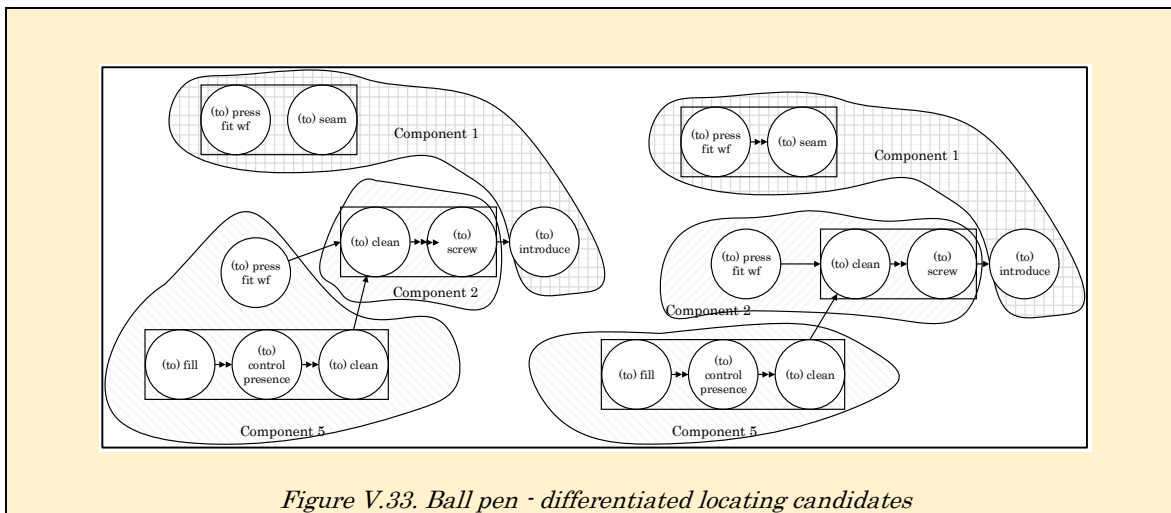 (to) press
fit wf
(to) seam
Component 1
(to) clean
(to)
screw
(to)
introduce
(to) press
fit wf
Component 2
(to) fill
(to)
control
presence
(to) clean
Component 5
(to) press
fit wf
(to) seam
Component 1
(to) press
fit wf
(to) clean
(to)
screw
(to)
introduce
Component 2
(to) fill
(to)
control
presence
(to) clean
Component 5
Figure V.33. Ball pen - differentiated locating candidates